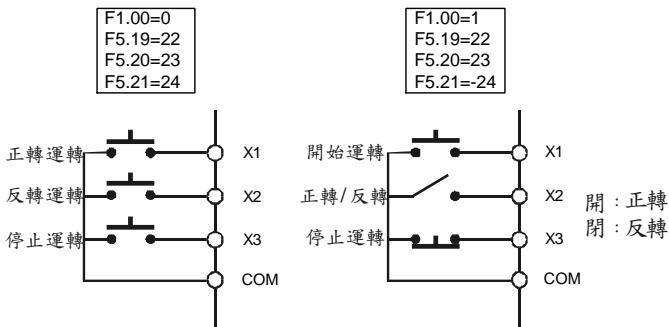 F1.00=0
F5.19=22
F5.20=23
F5.21=24
正轉運轉
X1
反轉運轉
X2
停止運轉
X3
COM
F1.00=1
F5.19=22
F5.20=23
F5.21=-24
開始運轉
X1
正轉/反轉
X2
停止運轉
X3
COM
開：正轉
閉：反轉